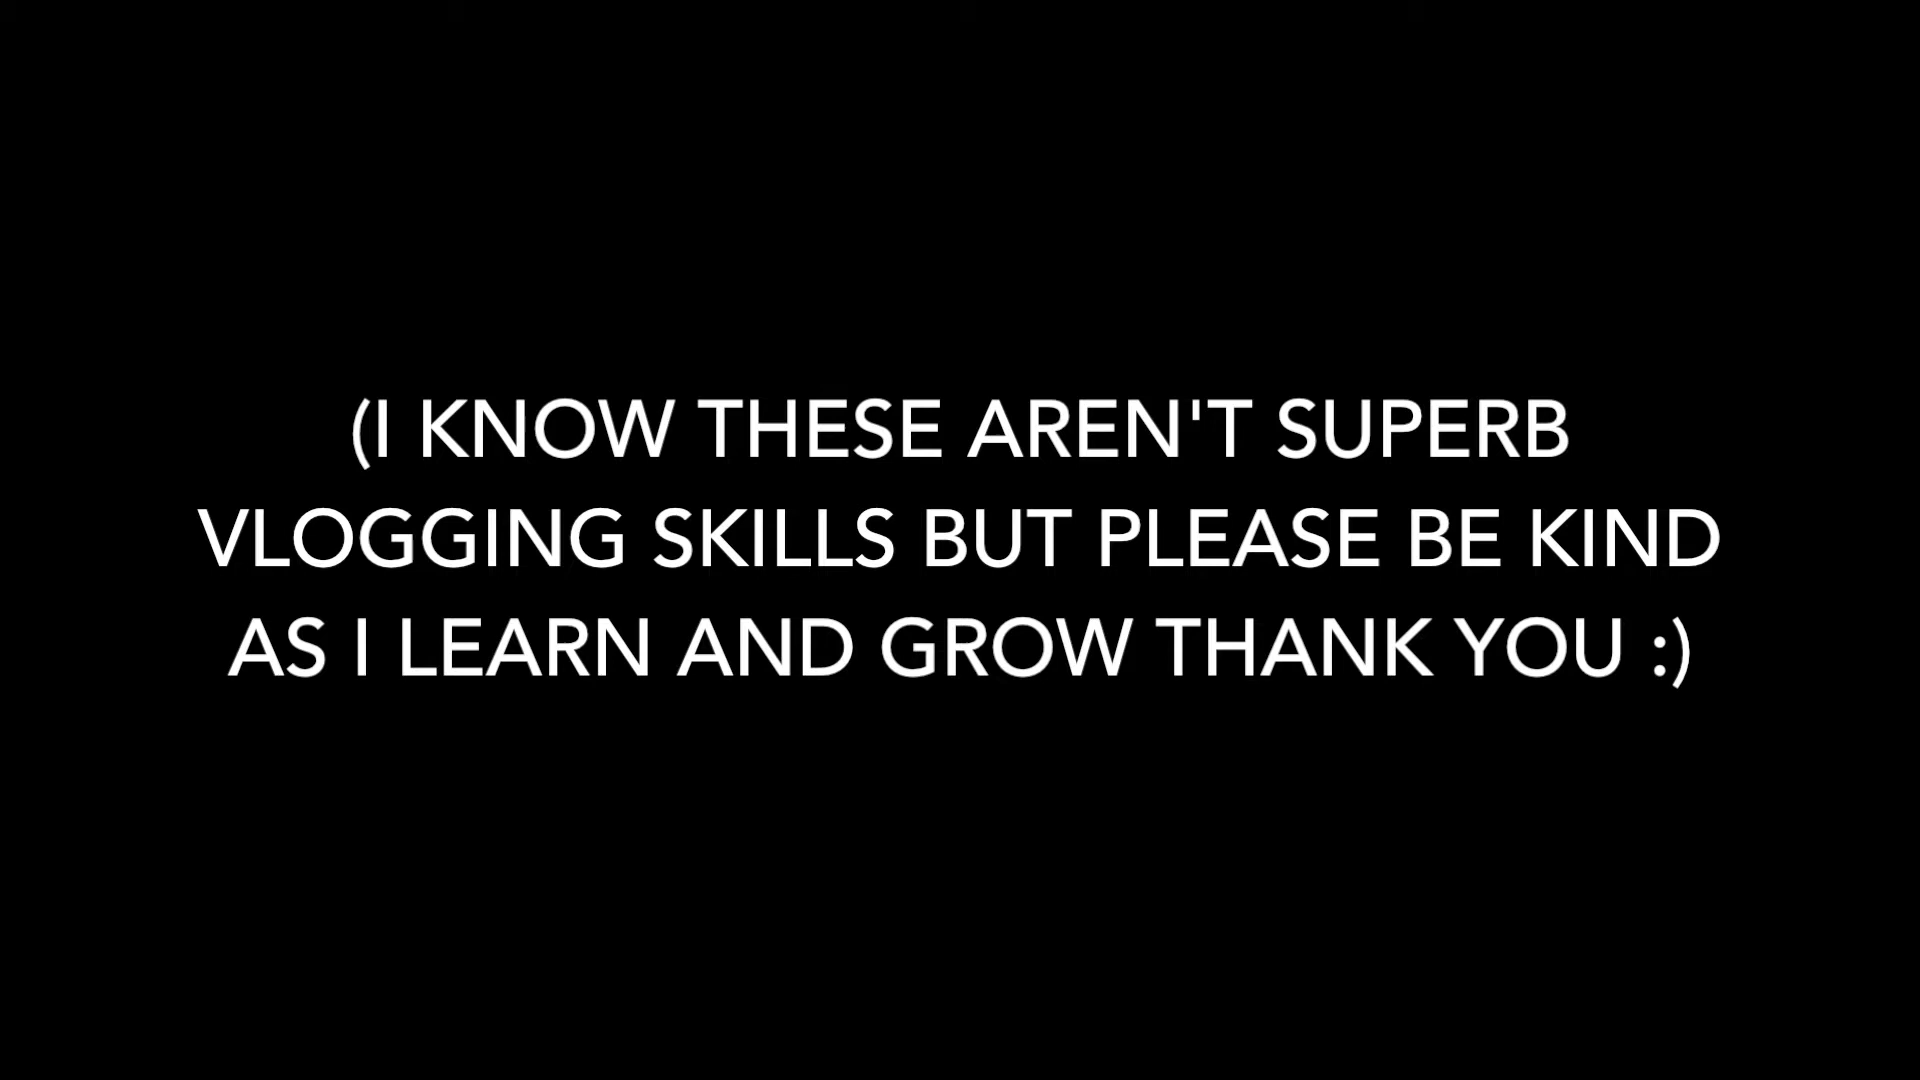 (I KNOW THESE AREN'T SUPERB
VLOGGING SKILLS BUT PLEASE BE KIND
AS I LEARN AND GROW THANK YOU :)